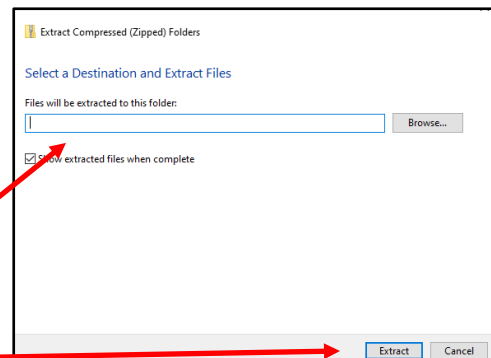 Extract Compressed (Zipped) Folders
Select a Destination and Extract Files
Files will be extracted to this folder:
Browse...
Show extracted files when complete
Extract
Cancel